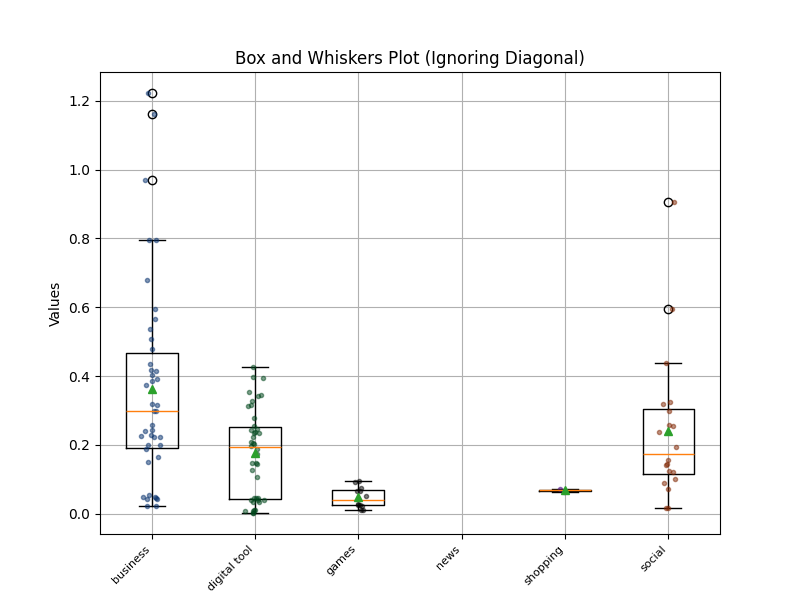 Box and Whiskers Plot (Ignoring Diagonal)
Values
1.2
1.0
0.8
0.6
0.4
0.2
0.0
business
digital tool
games
news
shopping
social